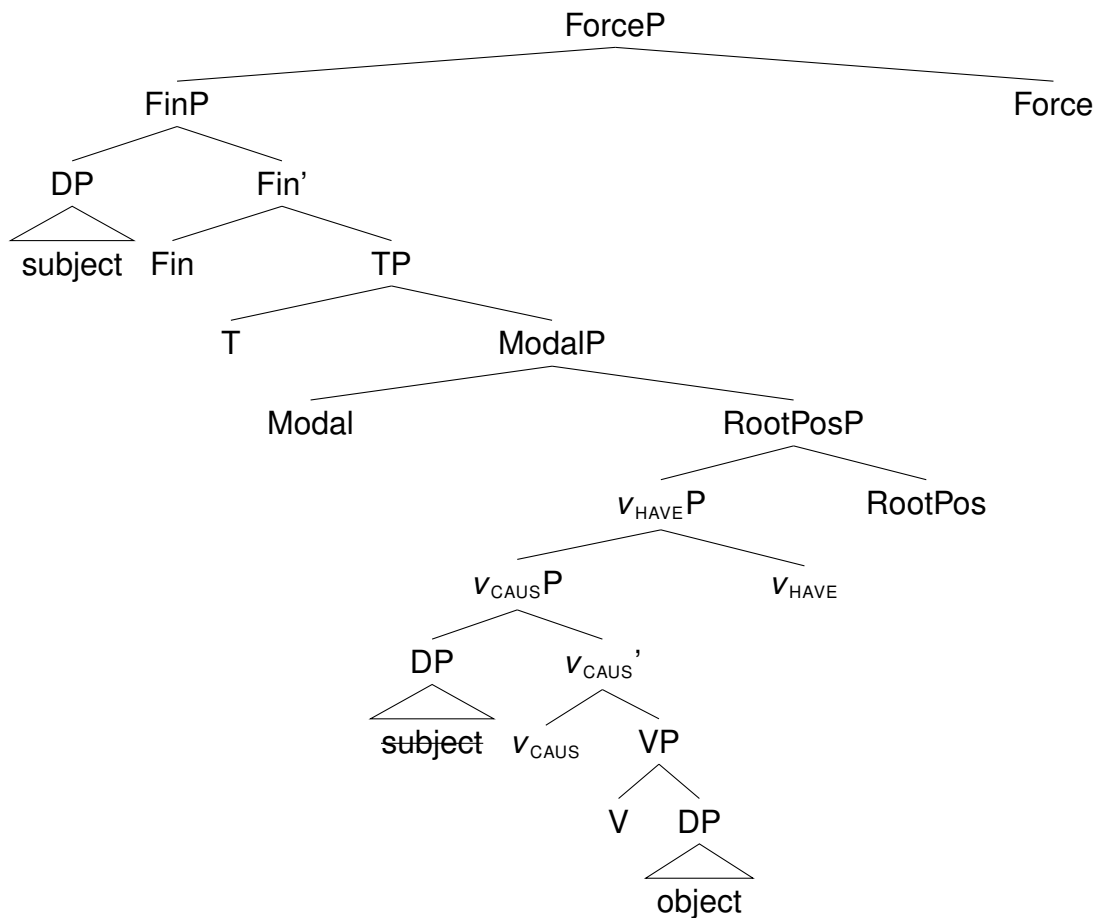 ForceP
FinP Force
DP Fin’
subject Fin TP
T ModalP
Modal RootPosP
vHAVEP RootPos
vCAUSP vHAVE
DP vCAUS’
subject vCAUS VP
V DP
object